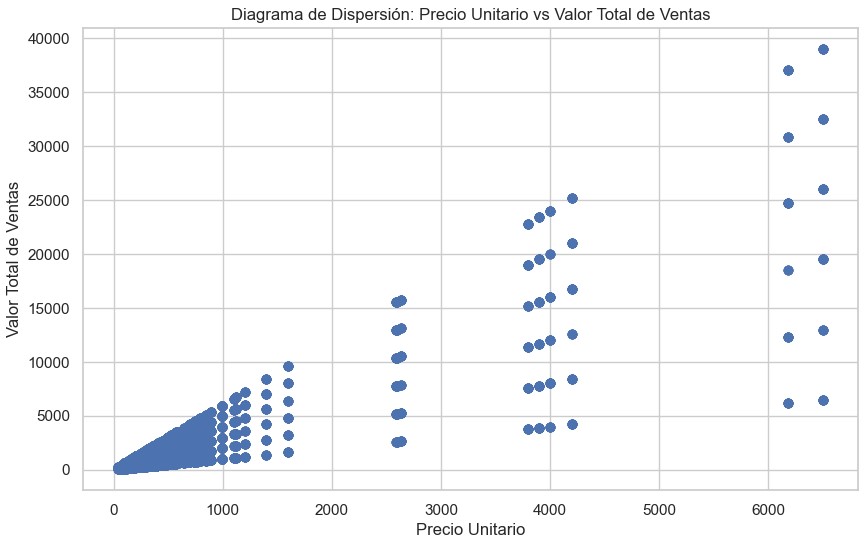 Diagrama de Dispersión: Precio Unitario vs Valor Total de Ventas
40000
35000
30000
25000
20000
15000
10000
5000
0
Valor Total de Ventas
0 1000 2000 3000 4000 5000 6000
Precio Unitario